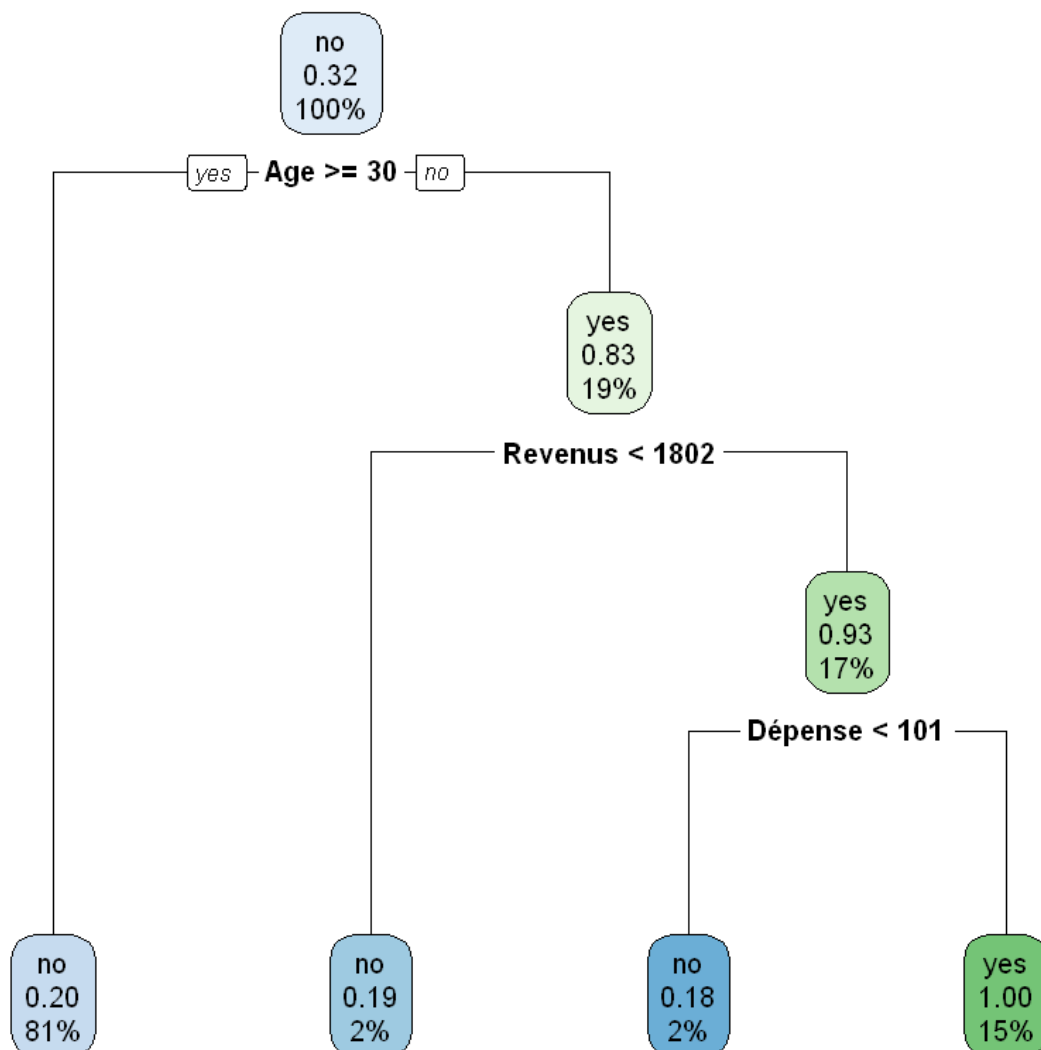 no
0.32
100%
yes Age >= 30 no
yes
0.83
19%
Revenus < 1802
yes
0.93
17%
Dépense < 101
no
0.20
81%
no
0.19
2%
no
0.18
2%
yes
1.00
15%